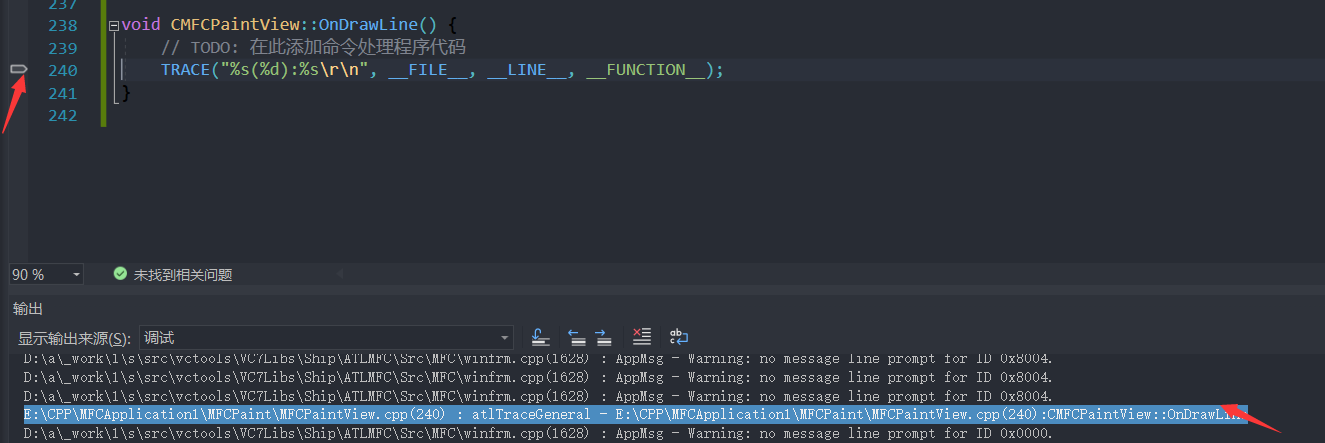 237
238 void CMFCPaintView::OnDrawLine() {
239 // TODO: 在此添加命令处理程序代码
240 TRACE("%s(%d):%s\r\n", __FILE__, __LINE__, __FUNCTION__);
241 }
242
90 % 未找到相关问题
输出
显示输出来源(S): 调试
D:\a\_work\1\s\src\vctools\VC7Libs\Ship\ATLMFC\Src\MFC\winfrm.cpp(1628) : AppMsg - Warning: no message line prompt for ID 0x8004.
D:\a\_work\1\s\src\vctools\VC7Libs\Ship\ATLMFC\Src\MFC\winfrm.cpp(1628) : AppMsg - Warning: no message line prompt for ID 0x8004.
D:\a\_work\1\s\src\vctools\VC7Libs\Ship\ATLMFC\Src\MFC\winfrm.cpp(1628) : AppMsg - Warning: no message line prompt for ID 0x8004.
E:\CPP\MFCApplication1\MFCPaint\MFCPaintView.cpp(240) : atlTraceGeneral - E:\CPP\MFCApplication1\MFCPaint\MFCPaintView.cpp(240):CMFCPaintView::OnDrawLine
D:\a\_work\1\s\src\vctools\VC7Libs\Ship\ATLMFC\Src\MFC\winfrm.cpp(1628) : AppMsg - Warning: no message line prompt for ID 0x0000.